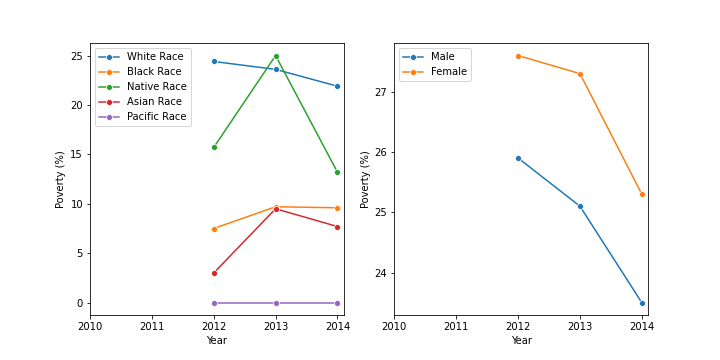 White Race
Black Race
Native Race
Asian Race
Pacific Race
25
20
15
10
5
0
Poverty (%)
2010 2011 2012 2013 2014
Year
Male
Female
27
26
25
24
Poverty (%)
2010 2011 2012 2013 2014
Year